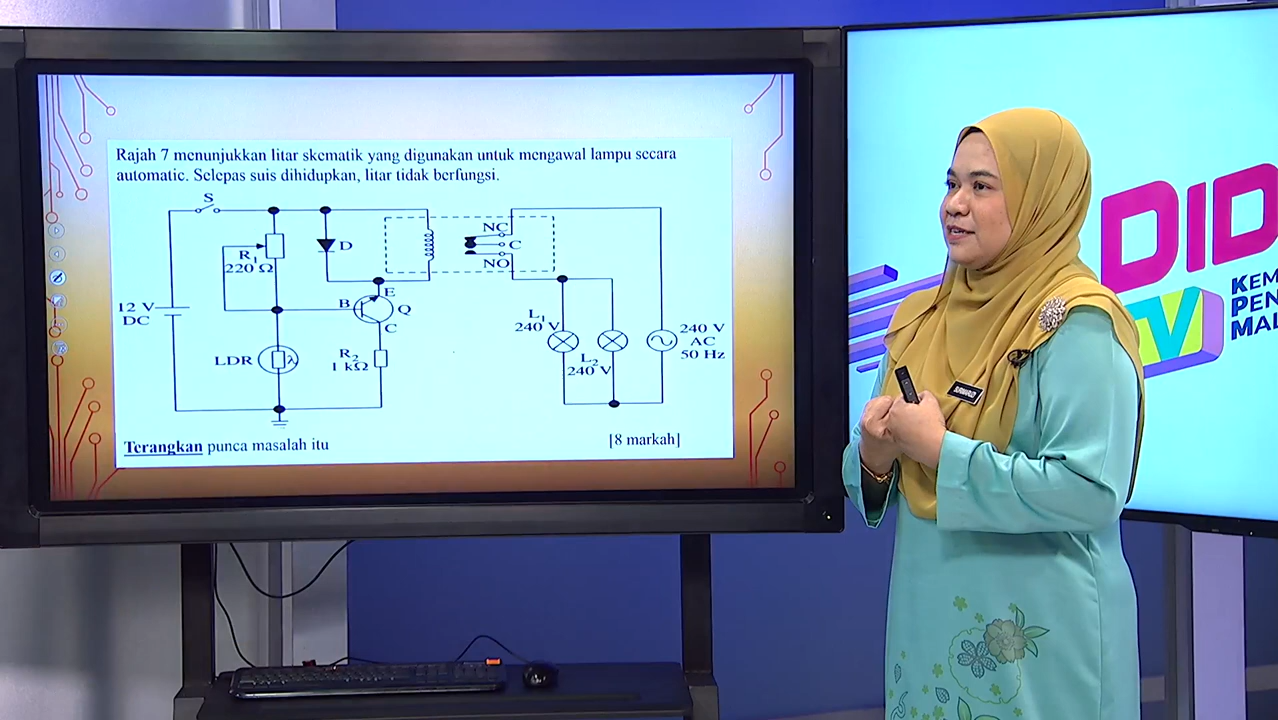 Rajah 7 menunjukkan litar skematik yang digunakan untuk mengawal lampu secara
automatic. Selepas suis dihidupkan, litar tidak berfungsi.
S
NC
R1
220 Ω
D
C
NO
E
B
Q
12 V
DC
C
L1
240 V
240 V
AC
50 Hz
LDR
λ
R2
1 kΩ
L2
240 V
Terangkan punca masalah itu
[8 markah]
DID
TV
KEM
PEN
MAL